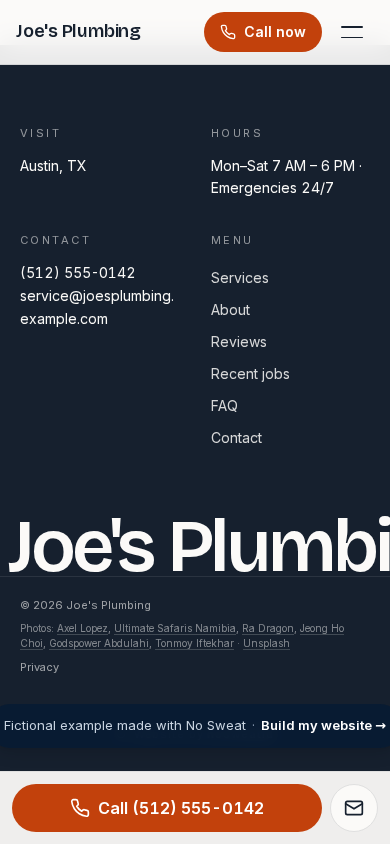 Joe's Plumbing
Call now
VISIT
Austin, TX
HOURS
Mon–Sat 7 AM – 6 PM ·
Emergencies 24/7
CONTACT
(512) 555-0142
service@joesplumbing.
example.com
MENU
Services
About
Reviews
Recent jobs
FAQ
Contact
Joe's Plumbi
© 2026 Joe's Plumbing
Photos: Axel Lopez, Ultimate Safaris Namibia, Ra Dragon, Jeong Ho
Choi, Godspower Abdulahi, Tonmoy Iftekhar · Unsplash
Privacy
Fictional example made with No Sweat · Build my website →
Call (512) 555-0142